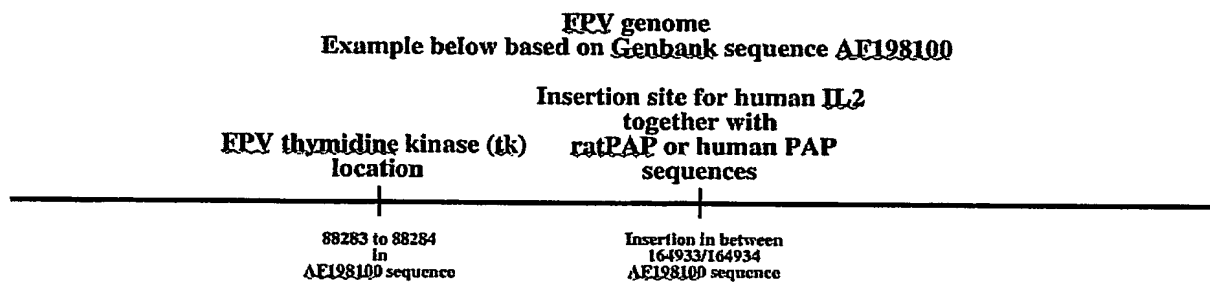 FPV genome
Example below based on Genbank sequence AF198100
Insertion site for human IL2
together with
ratPAP or human PAP
sequences
FPV thymidine kinase (tk)
location
88283 to 88284
in
AF198100 sequence
Insertion in between
164933/164934
AF198100 sequence